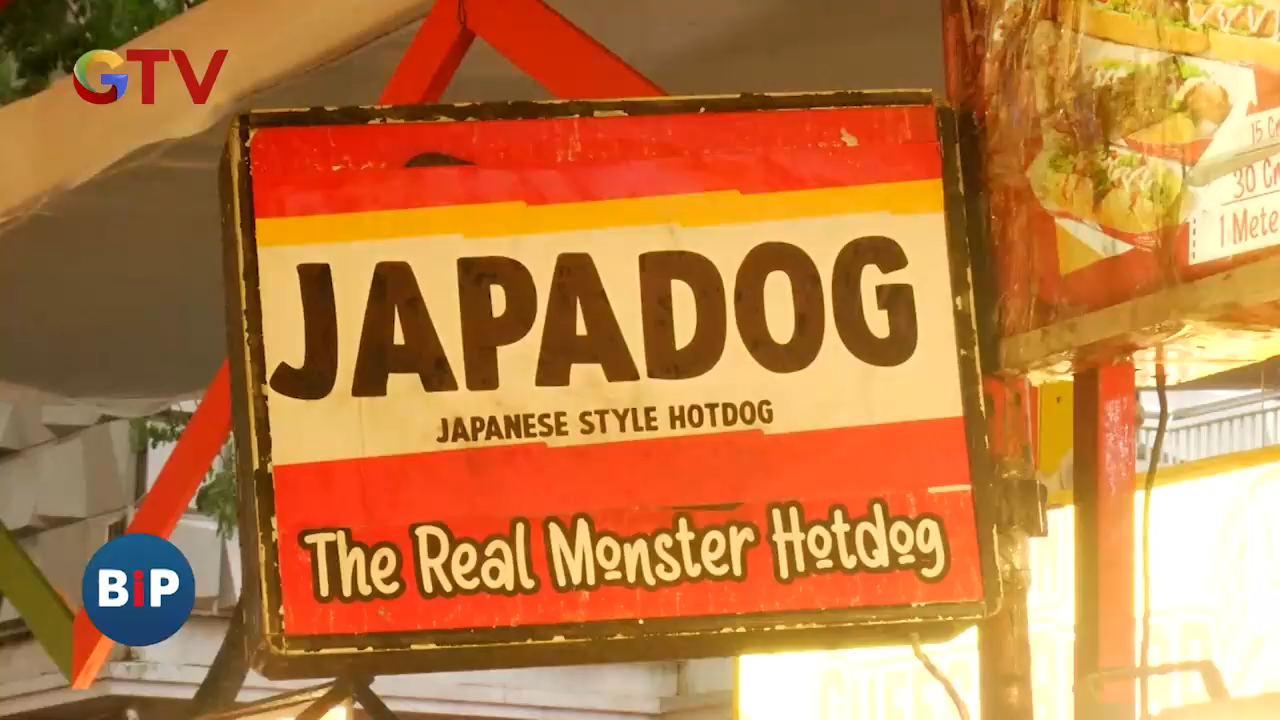 GTV
JAPADOG
JAPANESE STYLE HOTDOG
The Real Monster Hotdog
BiP
30
1 Mete